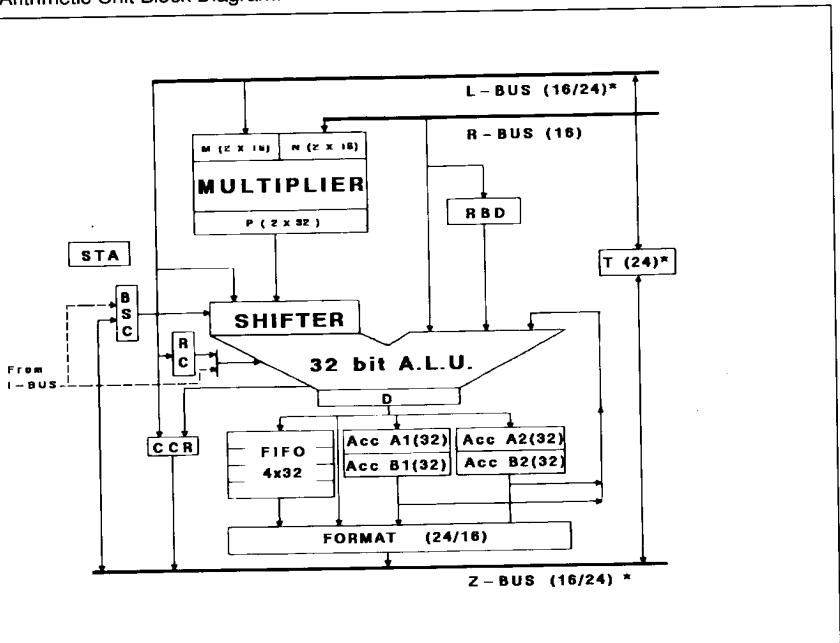 Arithmetic Unit Block Diagram
L-BUS (16/24)*
R-BUS (16)
M (2 X 16) N (2 X 16)
MULTIPLIER
P (2 x 32)
RBD
STA
T (24)*
BSC
SHIFTER
RC
32 bit A.L.U.
From
I-BUS
D
CCR
FIFO
4x32
Acc A1(32)
Acc B1(32)
Acc A2(32)
Acc B2(32)
FORMAT (24/16)
Z-BUS (16/24) *